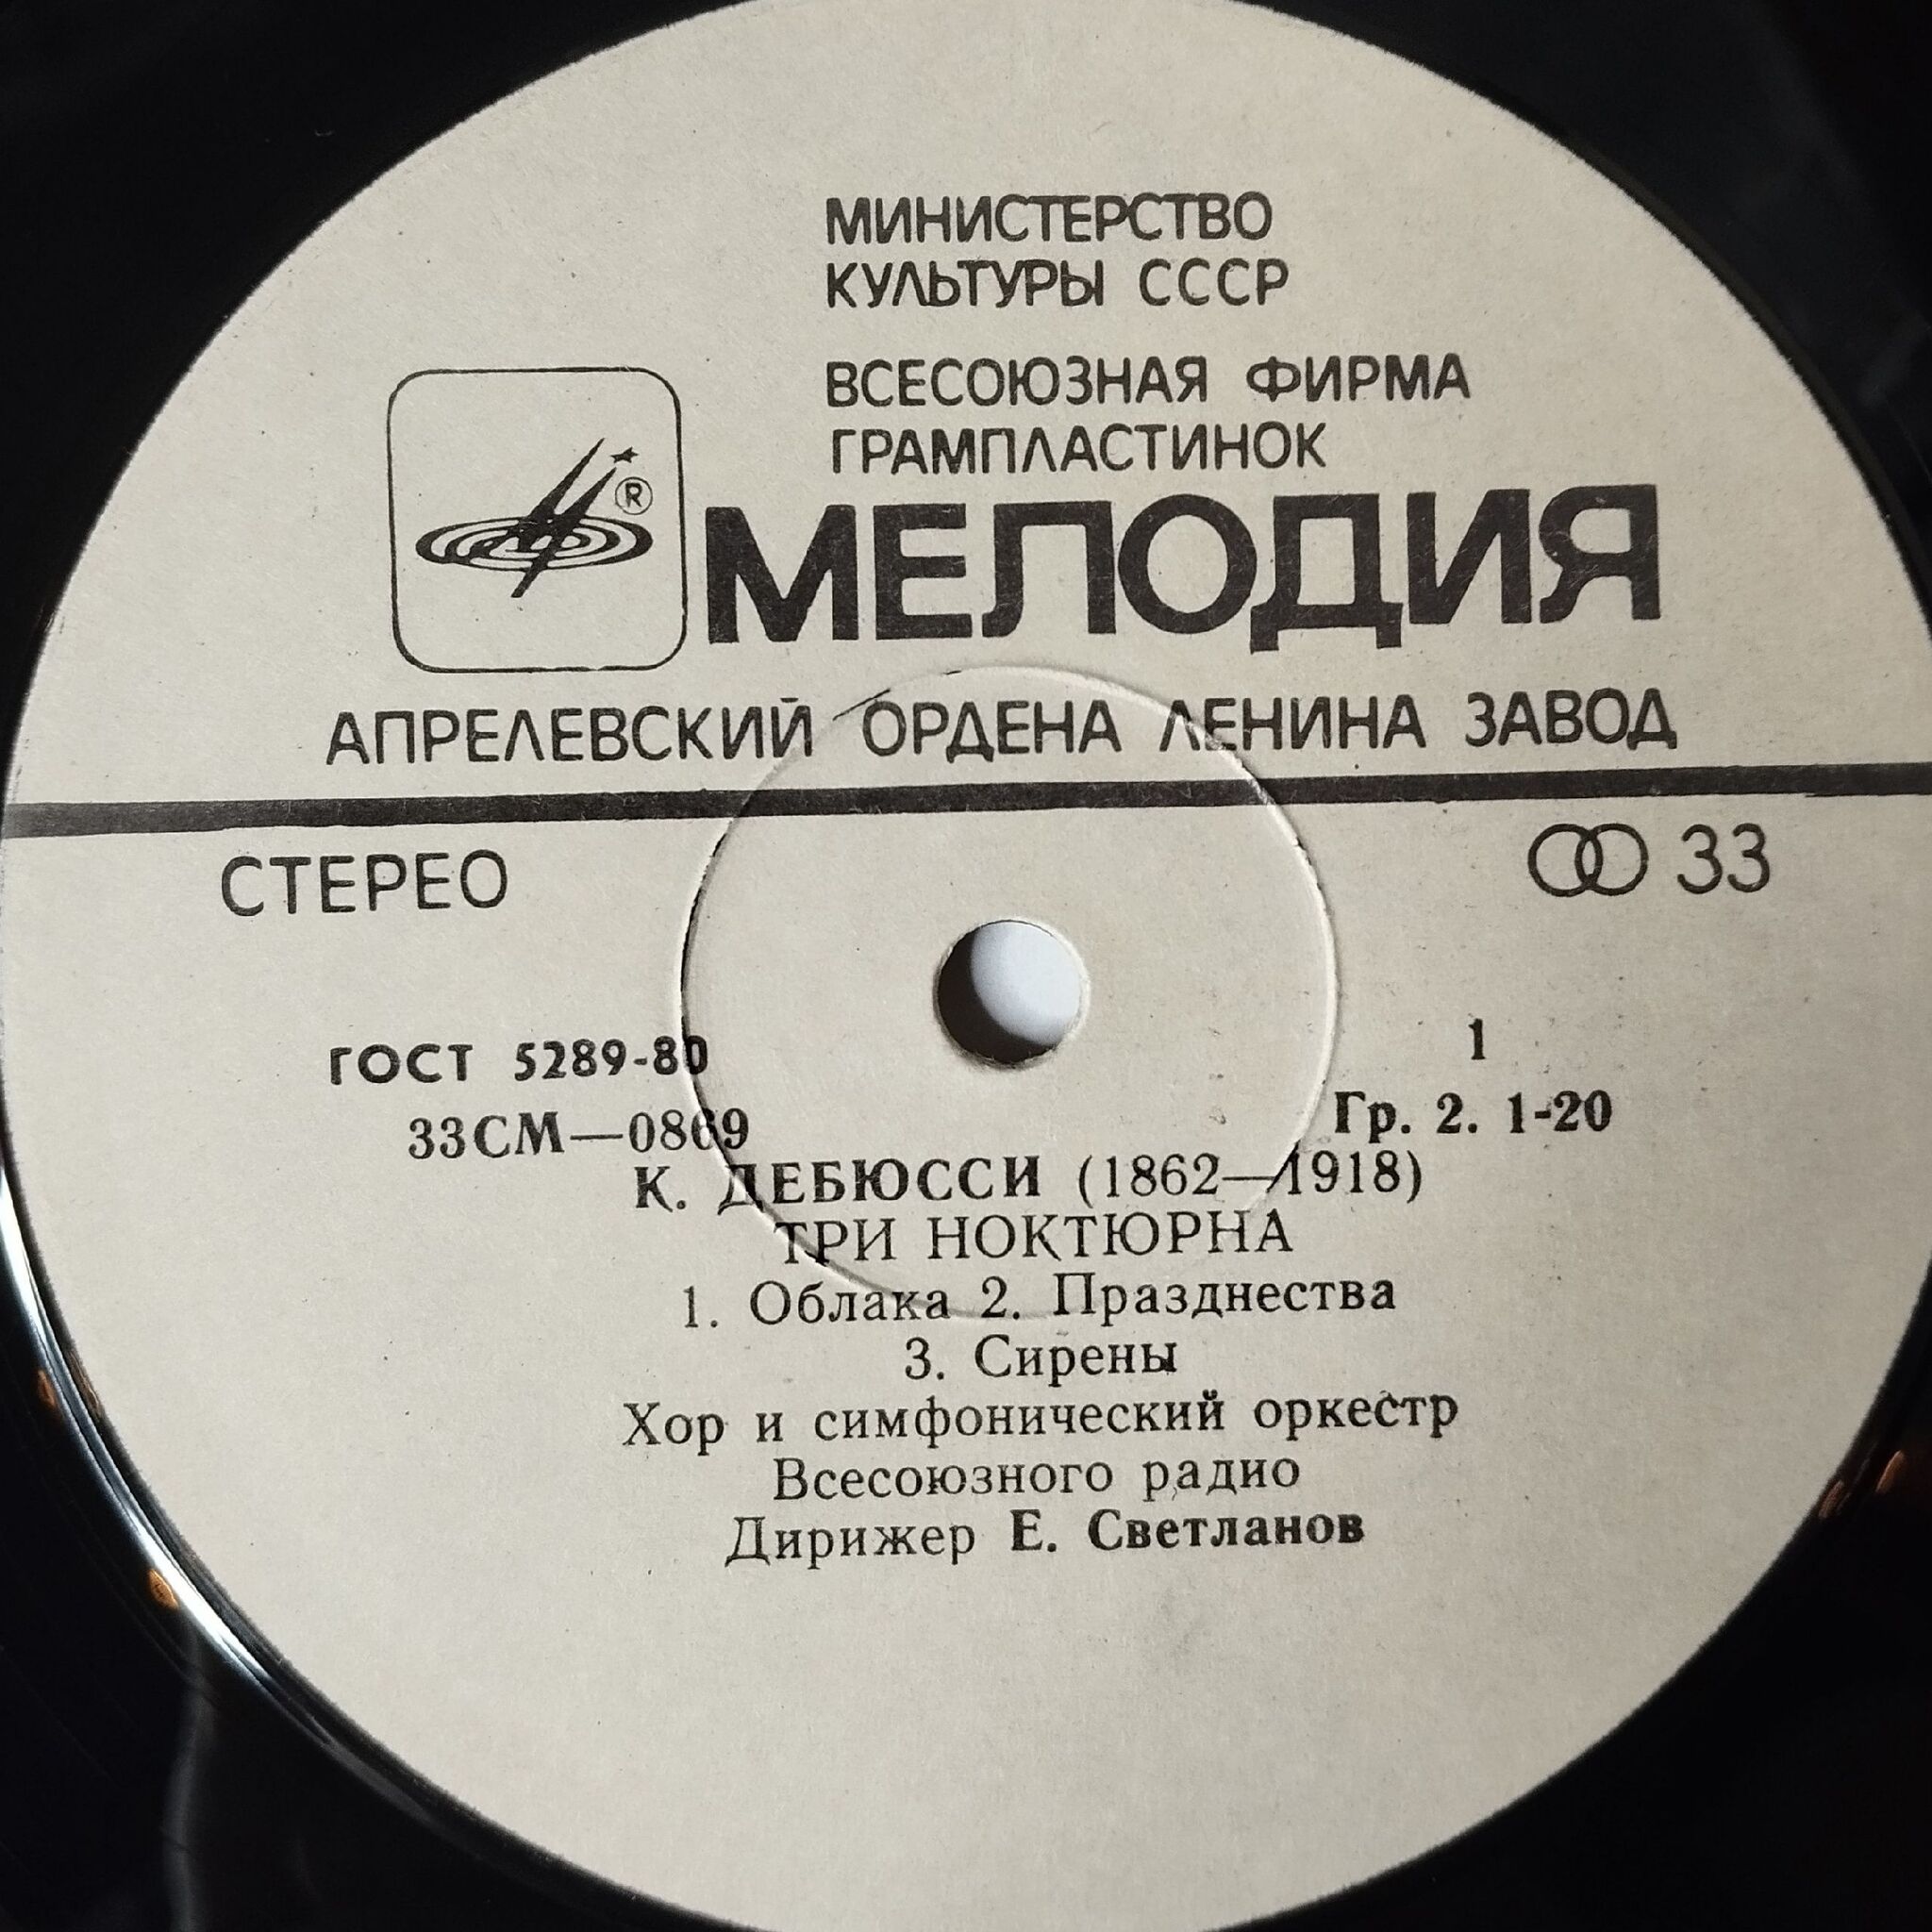 МИНИСТЕРСТВО
КУЛЬТУРЫ СССР
ВСЕСОЮЗНАЯ ФИРМА
ГРАМПЛАСТИНОК
®
МЕЛОДИЯ
АПРЕЛЕВСКИЙ ОРДЕНА ЛЕНИНА ЗАВОД
СТЕРЕО 33
ГОСТ 5289-80 1
33СМ—0869 Гр. 2. 1-20
К. ДЕБЮССИ (1862—1918)
ТРИ НОКТЮРНА
1. Облака 2. Празднества
3. Сирены
Хор и симфонический оркестр
Всесоюзного радио
Дирижер Е. Светланов